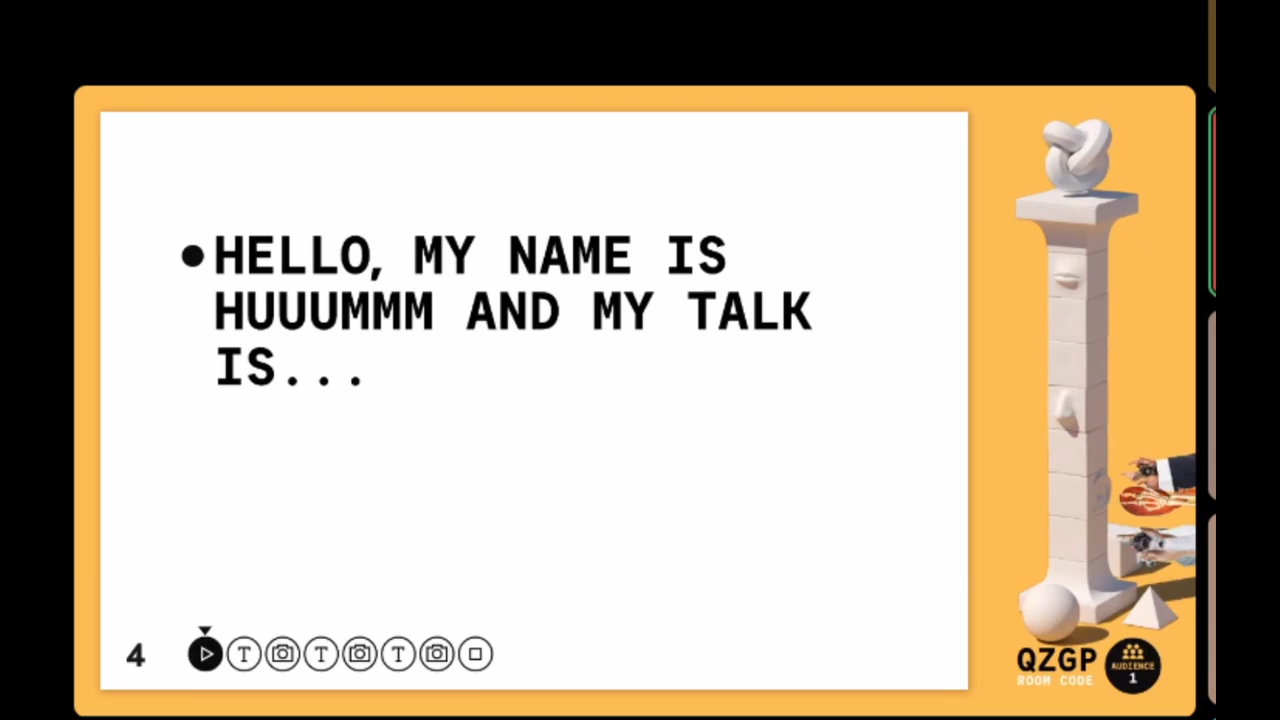 HELLO, MY NAME IS
HUUUMMM AND MY TALK
IS...
4
T
T
T
QZGP
ROOM CODE
AUDIENCE
1